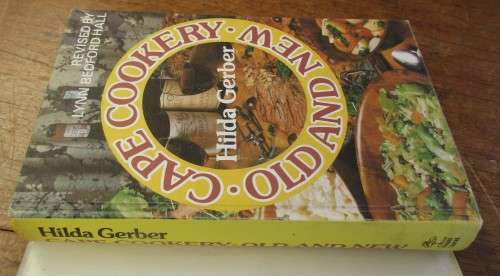 REVISED BY
LYNN BEDFORD HALL
CAPE COOKERY · OLD AND NEW ·
Hilda Gerber
Hilda Gerber
CAPE COOKERY: OLD AND NEW